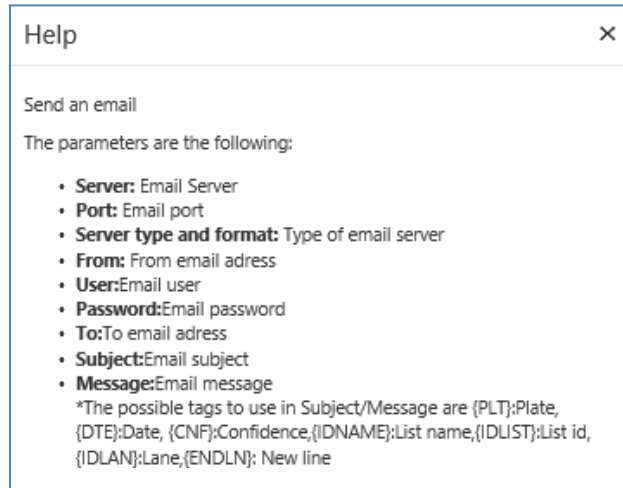 Help
Send an email
The parameters are the following:
• Server: Email Server
• Port: Email port
• Server type and format: Type of email server
• From: From email adress
• User:Email user
• Password:Email password
• To:To email adress
• Subject:Email subject
• Message:Email message
*The possible tags to use in Subject/Message are {PLT}:Plate,
{DTE}:Date, {CNF}:Confidence,{IDNAME}:List name,{IDLIST}:List id,
{IDLAN}:Lane,{ENDLN}: New line